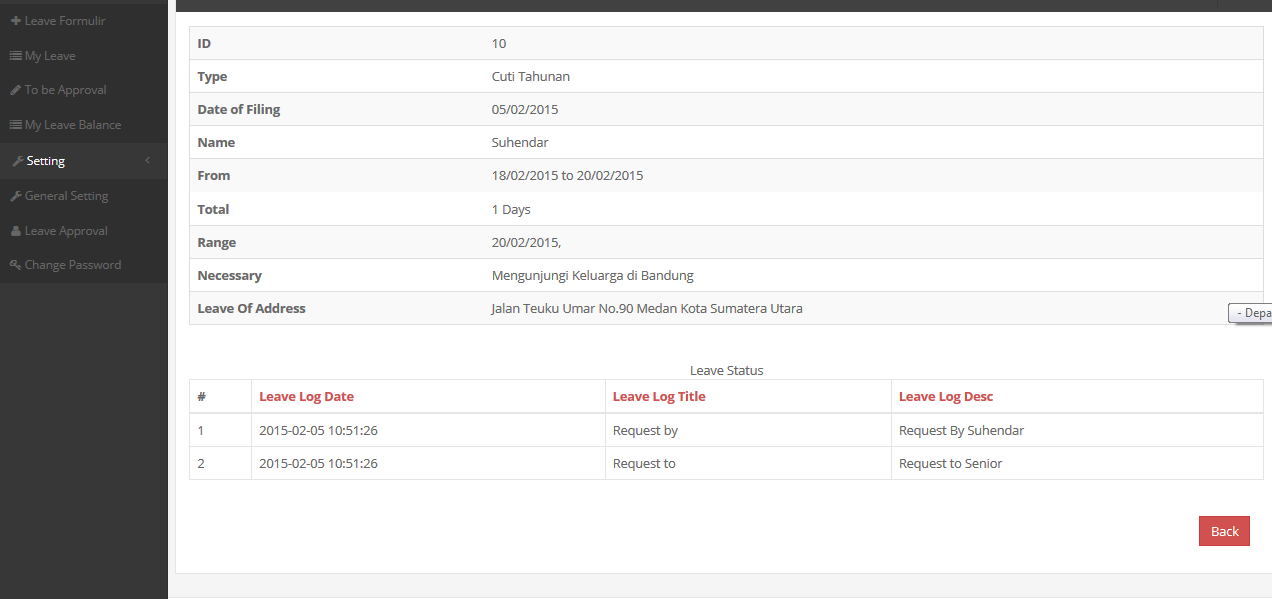 Leave Formulir
My Leave
To be Approval
My Leave Balance
Setting
General Setting
Leave Approval
Change Password
ID 10
Type Cuti Tahunan
Date of Filing 05/02/2015
Name Suhendar
From 18/02/2015 to 20/02/2015
Total 1 Days
Range 20/02/2015,
Necessary Mengunjungi Keluarga di Bandung
Leave Of Address Jalan Teuku Umar No.90 Medan Kota Sumatera Utara
- Depa
Leave Status
# Leave Log Date Leave Log Title Leave Log Desc
1 2015-02-05 10:51:26 Request by Request By Suhendar
2 2015-02-05 10:51:26 Request to Request to Senior
Back